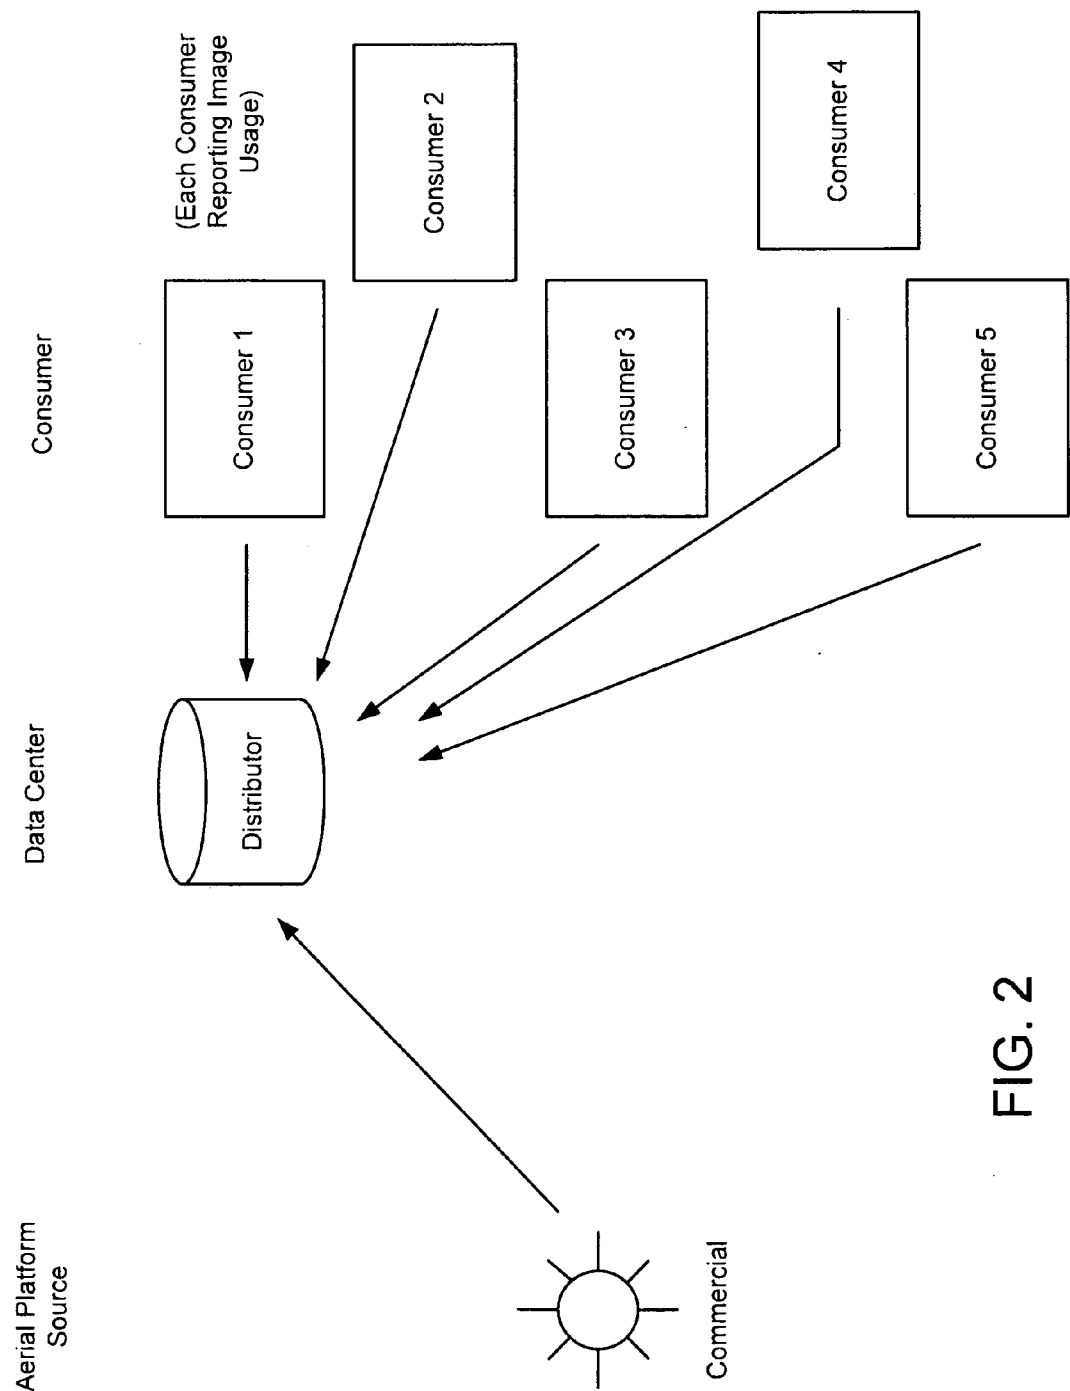 Aerial Platform
Source
Data Center
Consumer
(Each Consumer
Reporting Image
Usage)
Distributor
Consumer 1
Consumer 2
Consumer 3
Consumer 4
Consumer 5
Commercial
FIG. 2